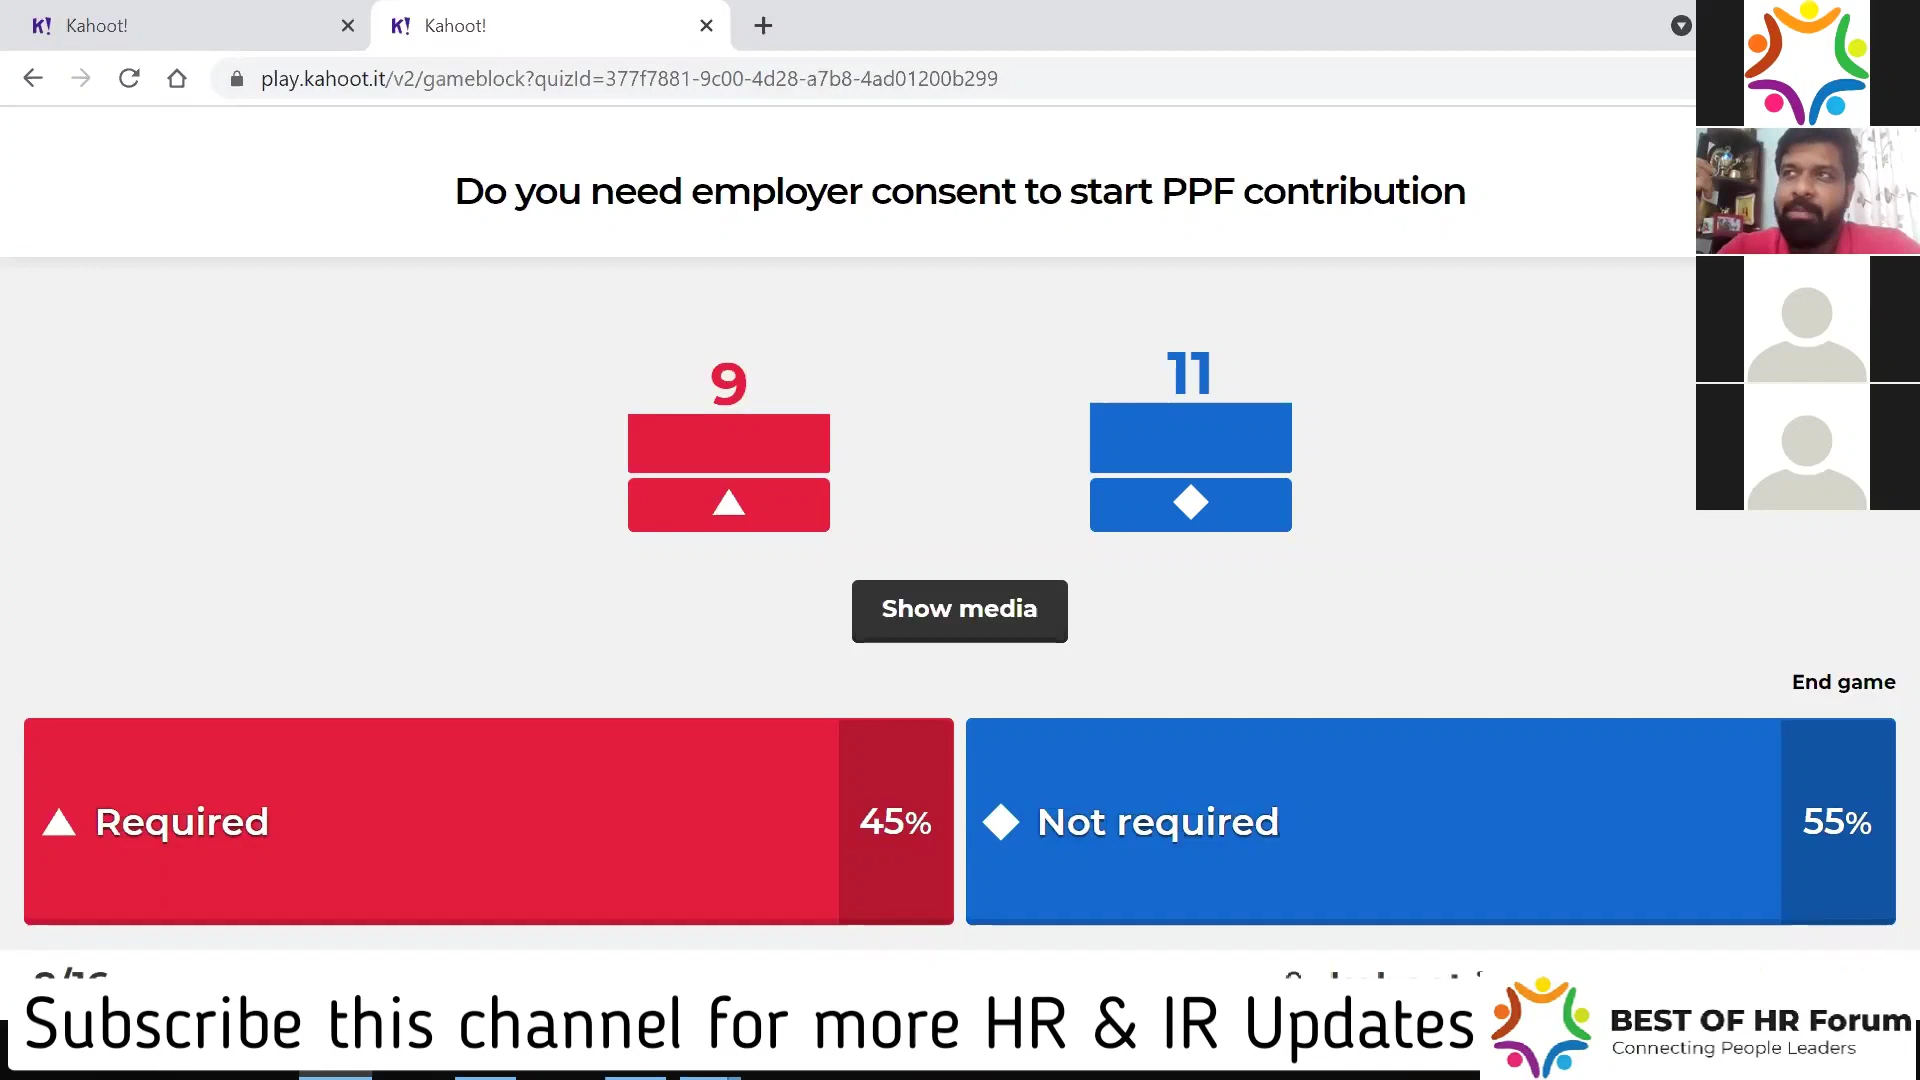 Kahoot!
Kahoot!
play.kahoot.it/v2/gameblock?quizId=377f7881-9c00-4d28-a7b8-4ad01200b299
Do you need employer consent to start PPF contribution
9
11
Show media
End game
Required
45%
Not required
55%
Subscribe this channel for more HR & IR Updates
BEST OF HR Forum
Connecting People Leaders